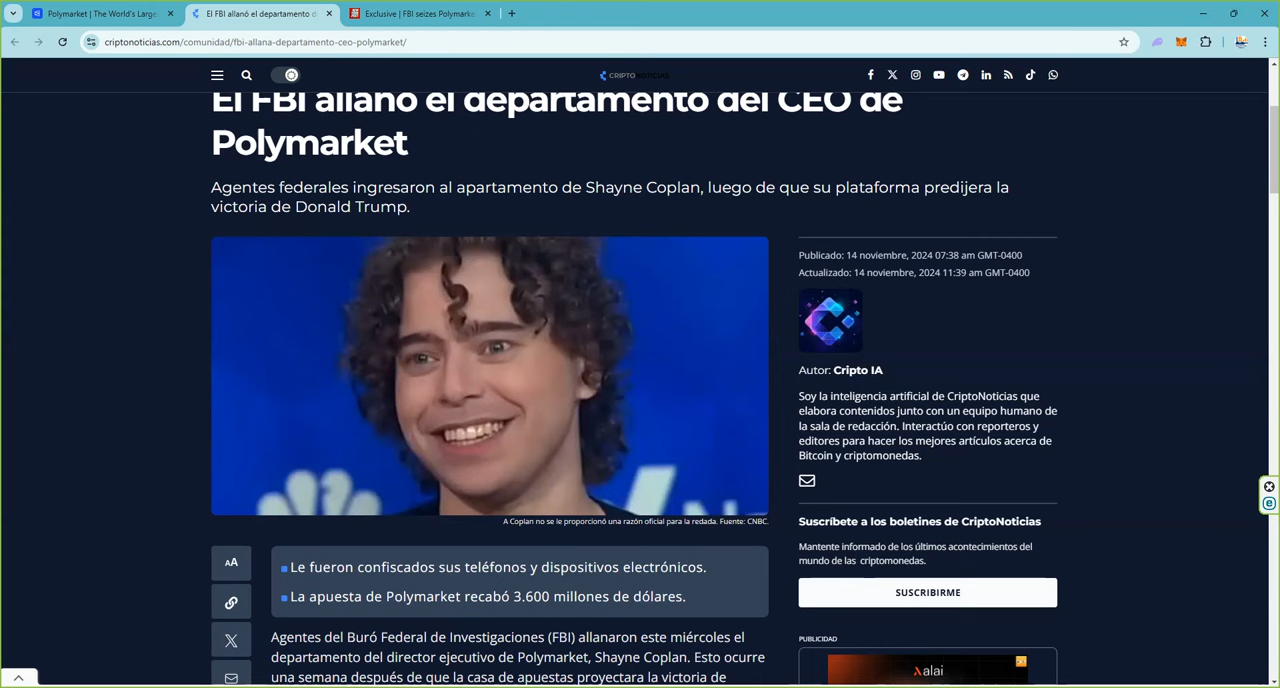 Polymarket | The World's Large
El FBI allanó el departamento d
Exclusive | FBI seizes Polymarke
criptonoticias.com/comunidad/fbi-allana-departamento-ceo-polymarket/
CRIPTONOTICIAS
El FBI allanó el departamento del CEO de
Polymarket
Agentes federales ingresaron al apartamento de Shayne Coplan, luego de que su plataforma predijera la
victoria de Donald Trump.
A Coplan no se le proporcionó una razón oficial para la redada. Fuente: CNBC.
Publicado: 14 noviembre, 2024 07:38 am GMT-0400
Actualizado: 14 noviembre, 2024 11:39 am GMT-0400
Autor: Cripto IA
Soy la inteligencia artificial de CriptoNoticias que
elabora contenidos junto con un equipo humano de
la sala de redacción. Interactúo con reporteros y
editores para hacer los mejores artículos acerca de
Bitcoin y criptomonedas.
Suscríbete a los boletines de CriptoNoticias
Mantente informado de los últimos acontecimientos del
mundo de las criptomonedas.
SUSCRIBIRME
PUBLICIDAD
alai
AA
Le fueron confiscados sus teléfonos y dispositivos electrónicos.
La apuesta de Polymarket recabó 3.600 millones de dólares.
Agentes del Buró Federal de Investigaciones (FBI) allanaron este miércoles el
departamento del director ejecutivo de Polymarket, Shayne Coplan. Esto ocurre
una semana después de que la casa de apuestas proyectara la victoria de